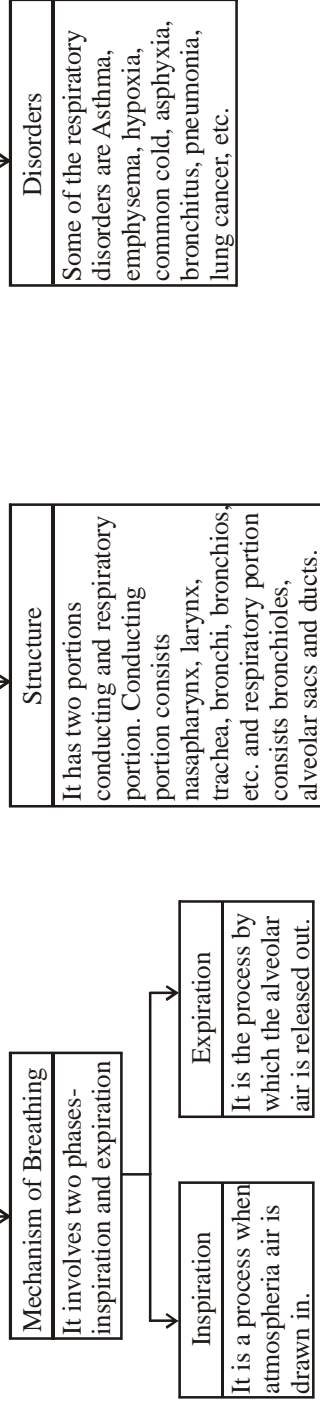 Mechanism of Breathing
It involves two phases-
inspiration and expiration
Inspiration
It is a process when
atmospheria air is
drawn in.
Expiration
It is the process by
which the alveolar
air is released out.
Structure
It has two portions
conducting and respiratory
portion. Conducting
portion consists
nasapharynx, larynx,
trachea, bronchi, bronchios,
etc. and respiratory portion
consists bronchioles,
alveolar sacs and ducts.
Disorders
Some of the respiratory
disorders are Asthma,
emphysema, hypoxia,
common cold, asphyxia,
bronchitus, pneumonia,
lung cancer, etc.